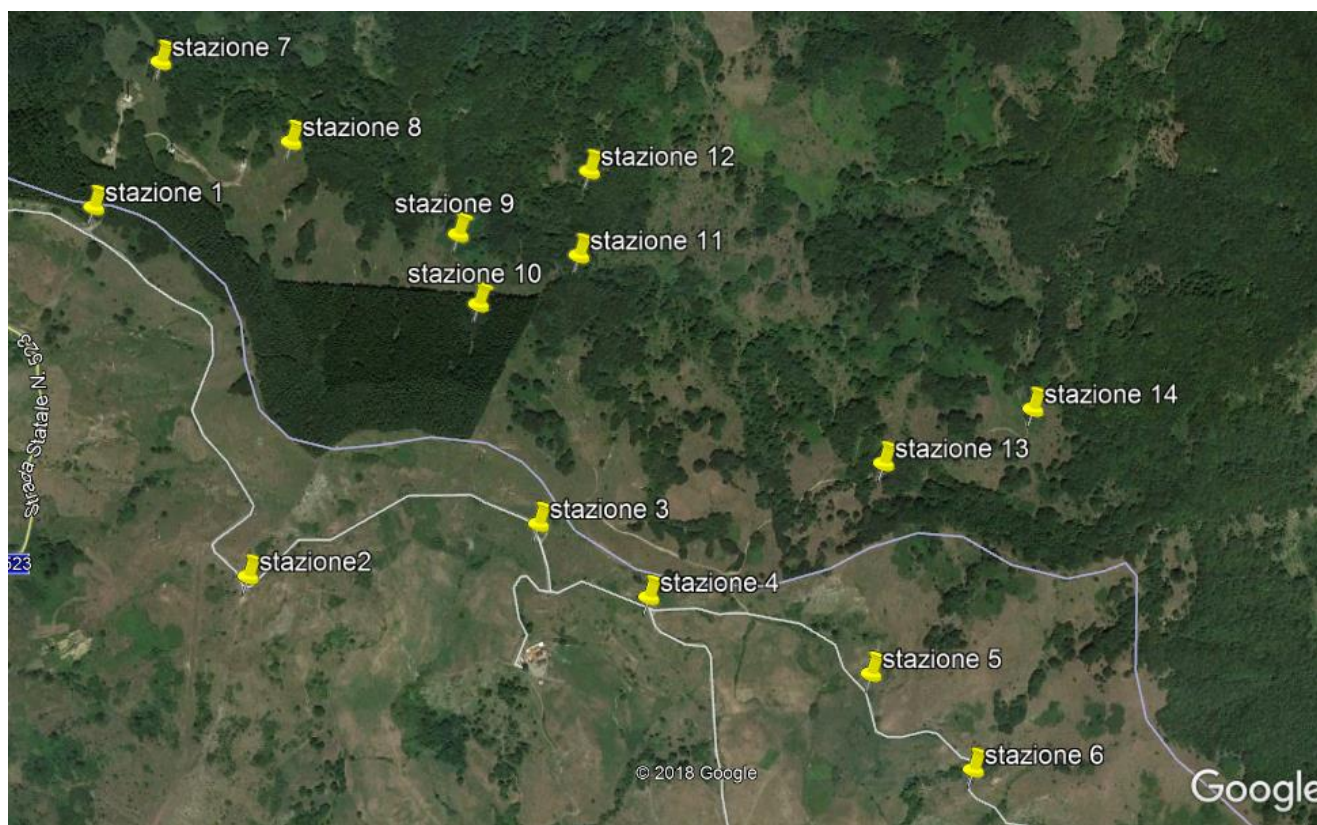 stazione 7
stazione 8
stazione 12
stazione 1
stazione 9
stazione 11
stazione 10
Strada Statale N. 523
stazione 14
stazione 13
stazione 3
523
stazione2
stazione 4
stazione 5
stazione 6
© 2018 Google
Google